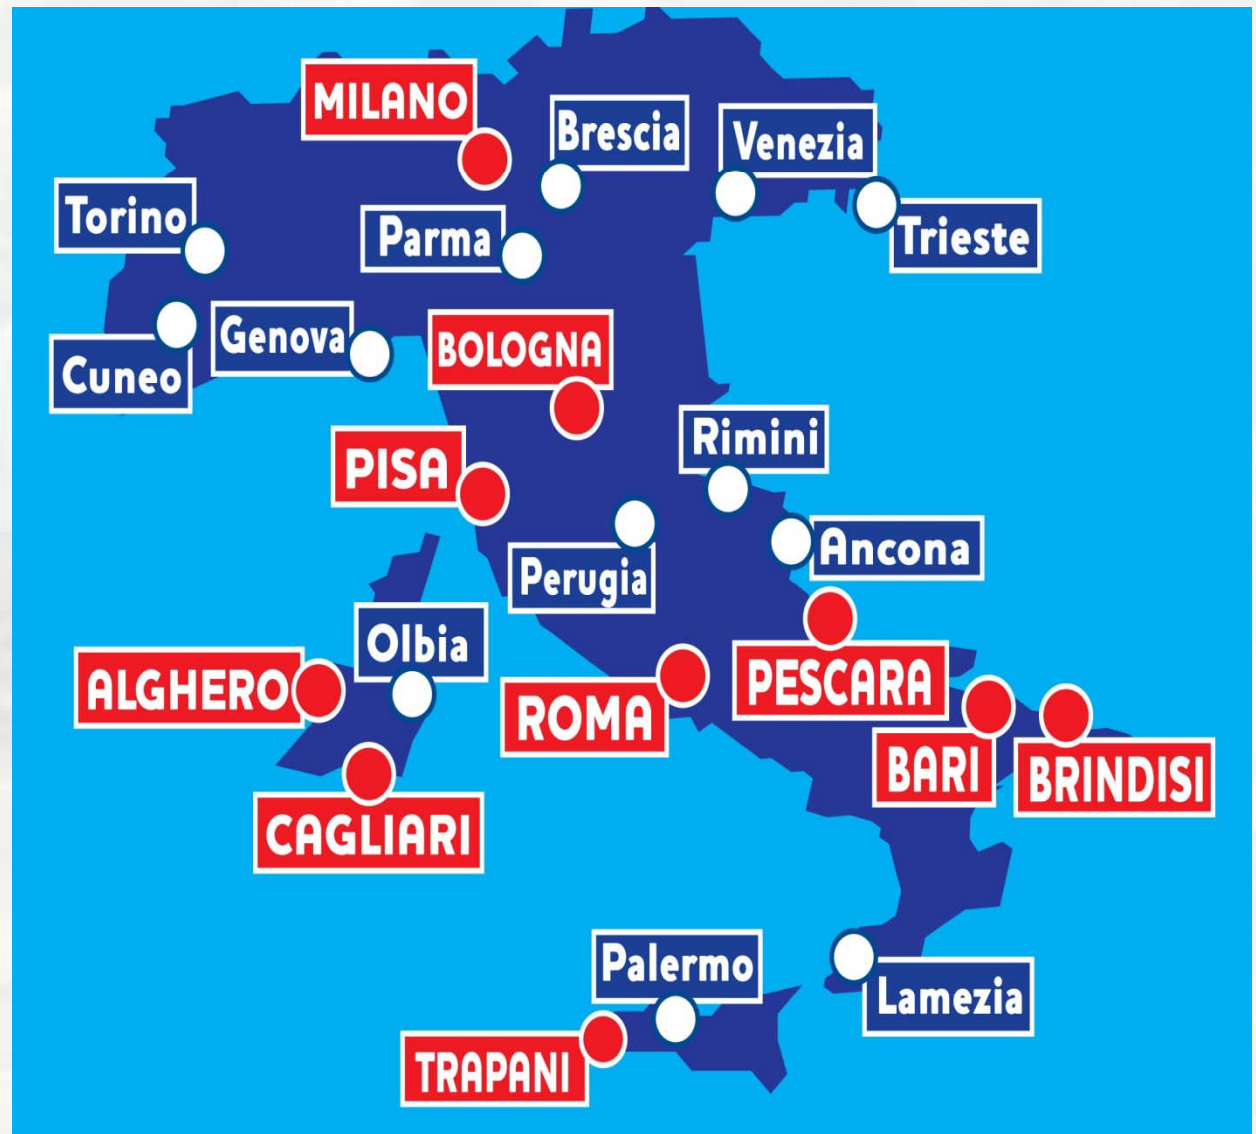 MILANO
Brescia
Venezia
Torino
Parma
Trieste
Genova
BOLOGNA
Cuneo
Rimini
PISA
Ancona
Perugia
Olbia
ALGHERO
PESCARA
ROMA
BARI
BRINDISI
CAGLIARI
Palermo
Lamezia
TRAPANI